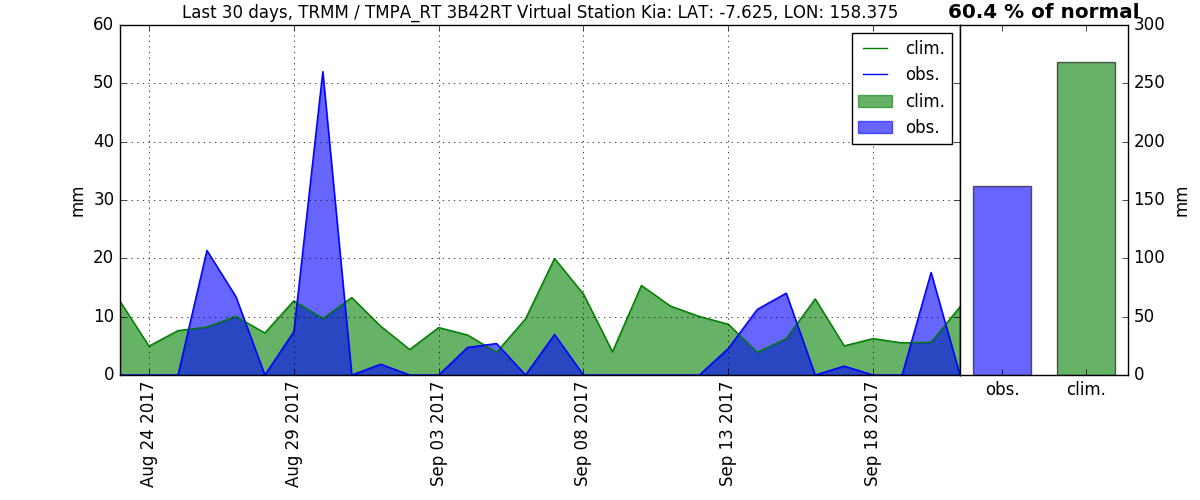 Last 30 days, TRMM / TMPA_RT 3B42RT Virtual Station Kia: LAT: -7.625, LON: 158.375
60.4 % of normal
60
50
40
30
20
10
0
mm
clim.
obs.
clim.
obs.
300
250
200
150
100
50
0
mm
obs.
clim.
Aug 24 2017
Aug 29 2017
Sep 03 2017
Sep 08 2017
Sep 13 2017
Sep 18 2017